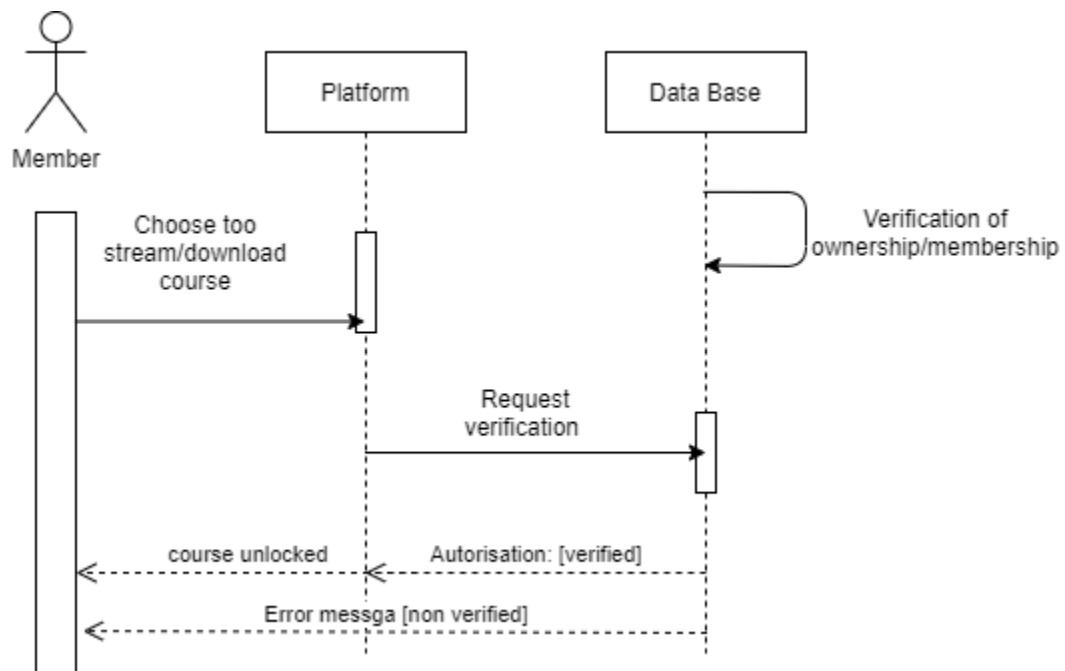 Platform
Data Base
Member
Choose too
stream/download
course
Verification of
ownership/membership
Request
verification
course unlocked
Autorisation: [verified]
Error messga [non verified]